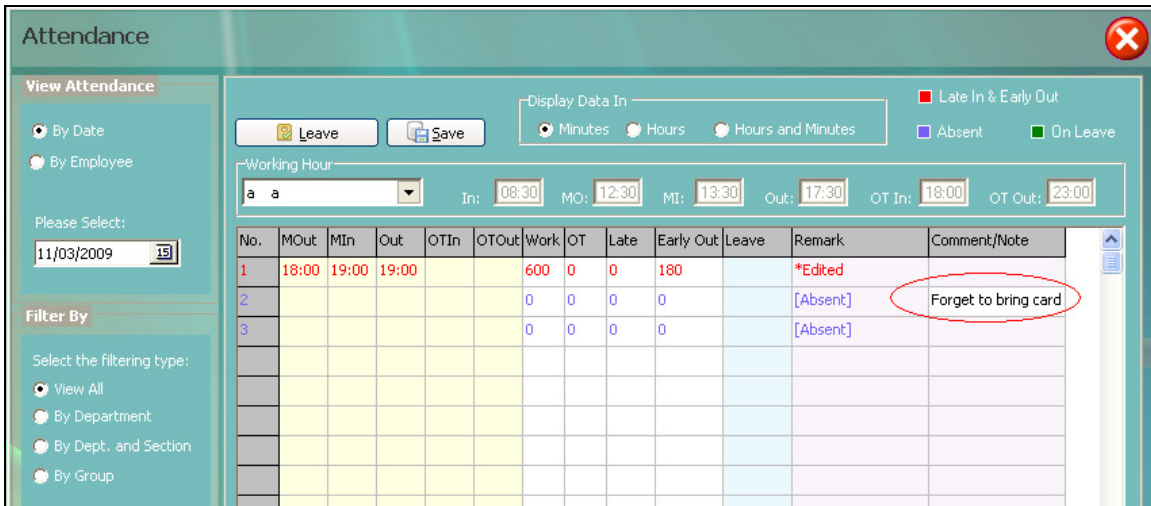 Attendance
View Attendance
By Date
By Employee
Please Select:
11/03/2009 15
Filter By
Select the filtering type:
View All
By Department
By Dept. and Section
By Group
Leave Save
Display Data In
Minutes Hours Hours and Minutes
Late In & Early Out
Absent On Leave
Working Hour
a a In: 08:30 MO: 12:30 MI: 13:30 Out: 17:30 OT In: 18:00 OT Out: 23:00
No. MOut MIn Out OTIn OTOut Work OT Late Early Out Leave Remark Comment/Note
1 18:00 19:00 19:00 600 0 0 180 *Edited
2 0 0 0 0 [Absent] Forget to bring card
3 0 0 0 0 [Absent]